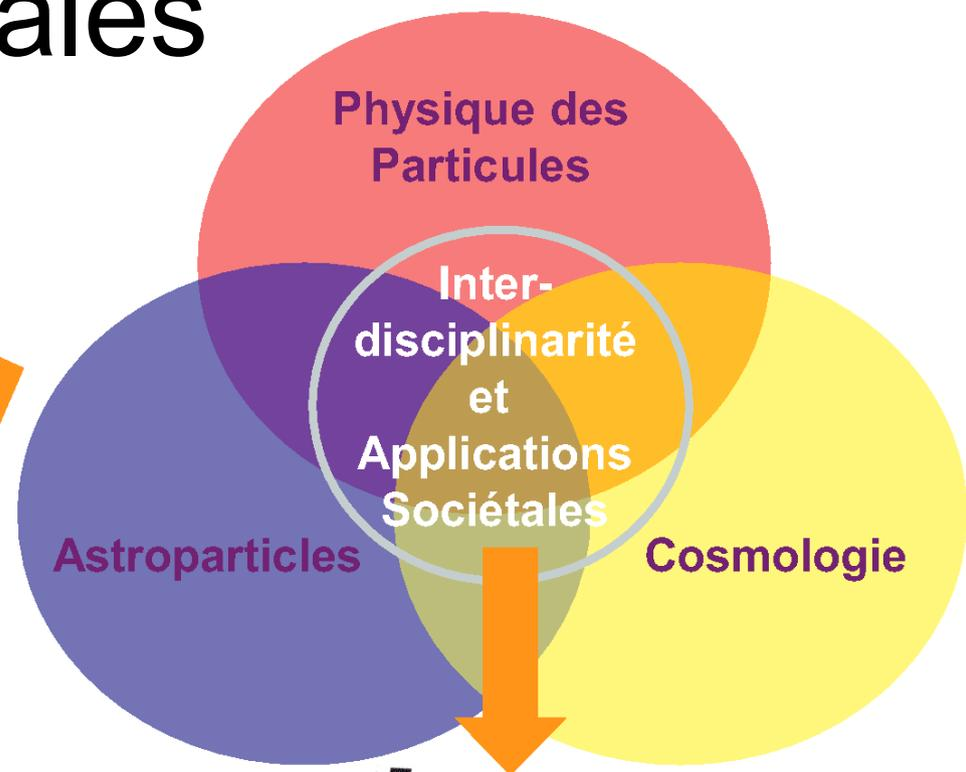 ales
Physique des
Particules
Inter-
disciplinarité
et
Applications
Sociétales
Astroparticles
Cosmologie